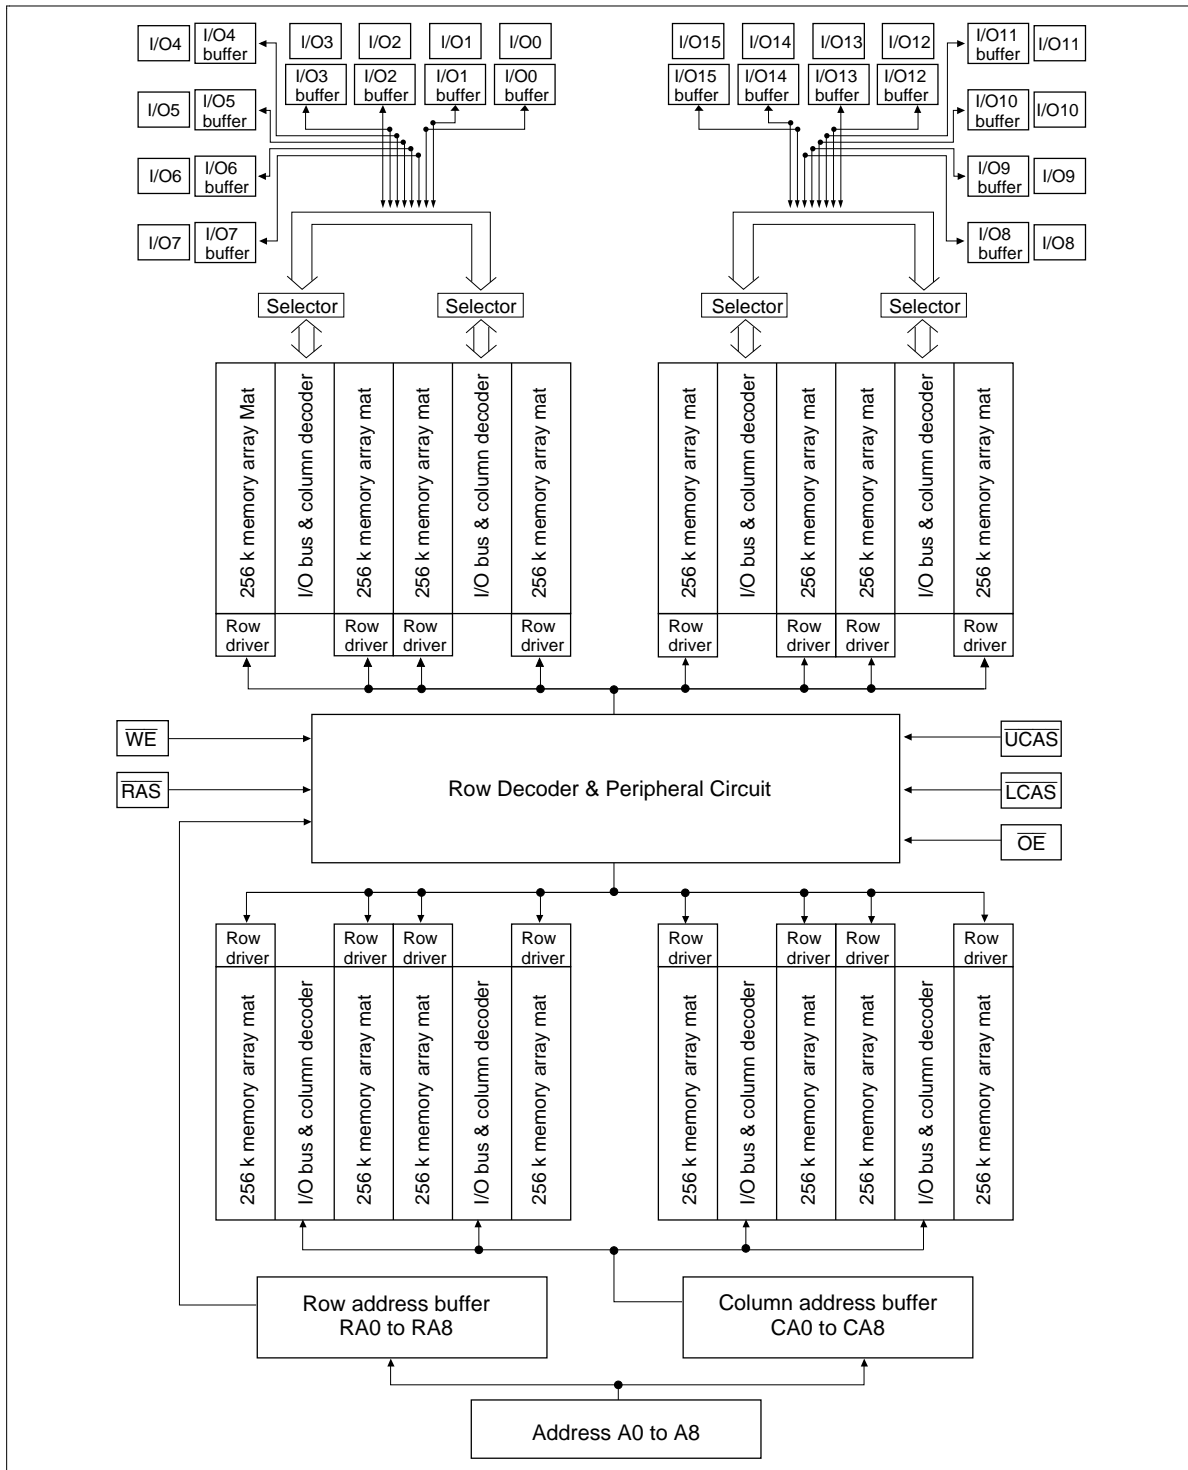 I/O4
I/O4
buffer
I/O3
I/O2
I/O1
I/O0
I/O15
I/O14
I/O13
I/O12
I/O11
buffer
I/O11
I/O3
buffer
I/O2
buffer
I/O1
buffer
I/O0
buffer
I/O15
buffer
I/O14
buffer
I/O13
buffer
I/O12
buffer
I/O5
I/O5
buffer
I/O10
buffer
I/O10
I/O6
I/O6
buffer
I/O9
buffer
I/O9
I/O7
I/O7
buffer
I/O8
buffer
I/O8
Selector
Selector
Selector
Selector
256 k memory array Mat
I/O bus & column decoder
256 k memory array mat
256 k memory array mat
I/O bus & column decoder
256 k memory array mat
256 k memory array mat
I/O bus & column decoder
256 k memory array mat
256 k memory array mat
I/O bus & column decoder
256 k memory array mat
Row
driver
Row
driver
Row
driver
Row
driver
Row
driver
Row
driver
Row
driver
Row
driver
W̅E̅
R̅A̅S̅
Row Decoder & Peripheral Circuit
U̅C̅A̅S̅
L̅C̅A̅S̅
O̅E̅
Row
driver
Row
driver
Row
driver
Row
driver
Row
driver
Row
driver
Row
driver
Row
driver
256 k memory array mat
I/O bus & column decoder
256 k memory array mat
256 k memory array mat
I/O bus & column decoder
256 k memory array mat
256 k memory array mat
I/O bus & column decoder
256 k memory array mat
256 k memory array mat
I/O bus & column decoder
256 k memory array mat
Row address buffer
RA0 to RA8
Column address buffer
CA0 to CA8
Address A0 to A8